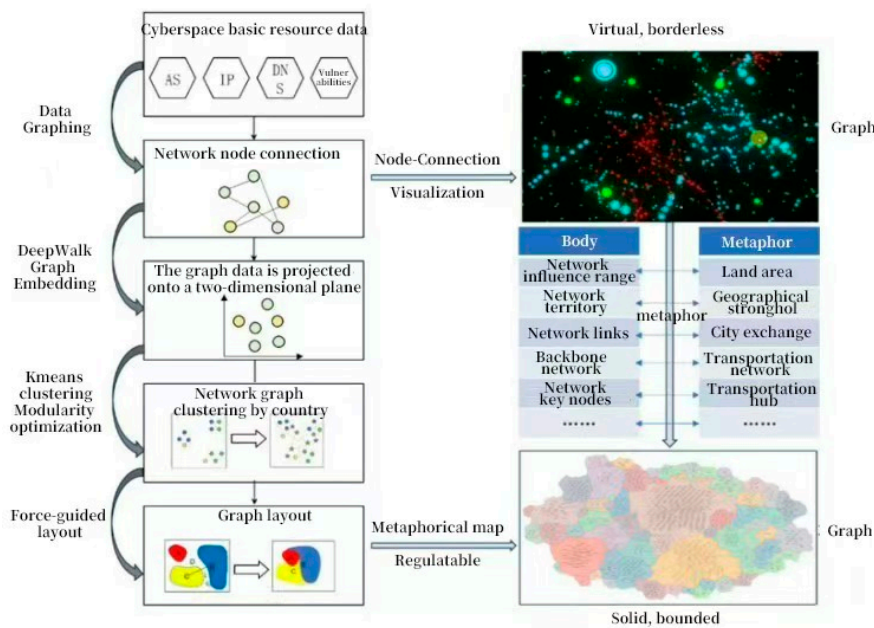 Cyberspace basic resource data
AS
IP
DN
S
Vulner
abilities
Data
Graphing
Network node connection
DeepWalk
Graph
Embedding
The graph data is projected
onto a two-dimensional plane
Kmeans
clustering
Modularity
optimization
Network graph
clustering by country
Force-guided
layout
Graph layout
Node-Connection
Visualization
Metaphorical map
Regulatable
Virtual, borderless
Graph
Body
Metaphor
Network
influence range
Land area
Network
territory
Geographical
stronghol
metaphor
Network links
City exchange
Backbone
network
Transportation
network
Network
key nodes
Transportation
hub
……
……
Graph
Solid, bounded